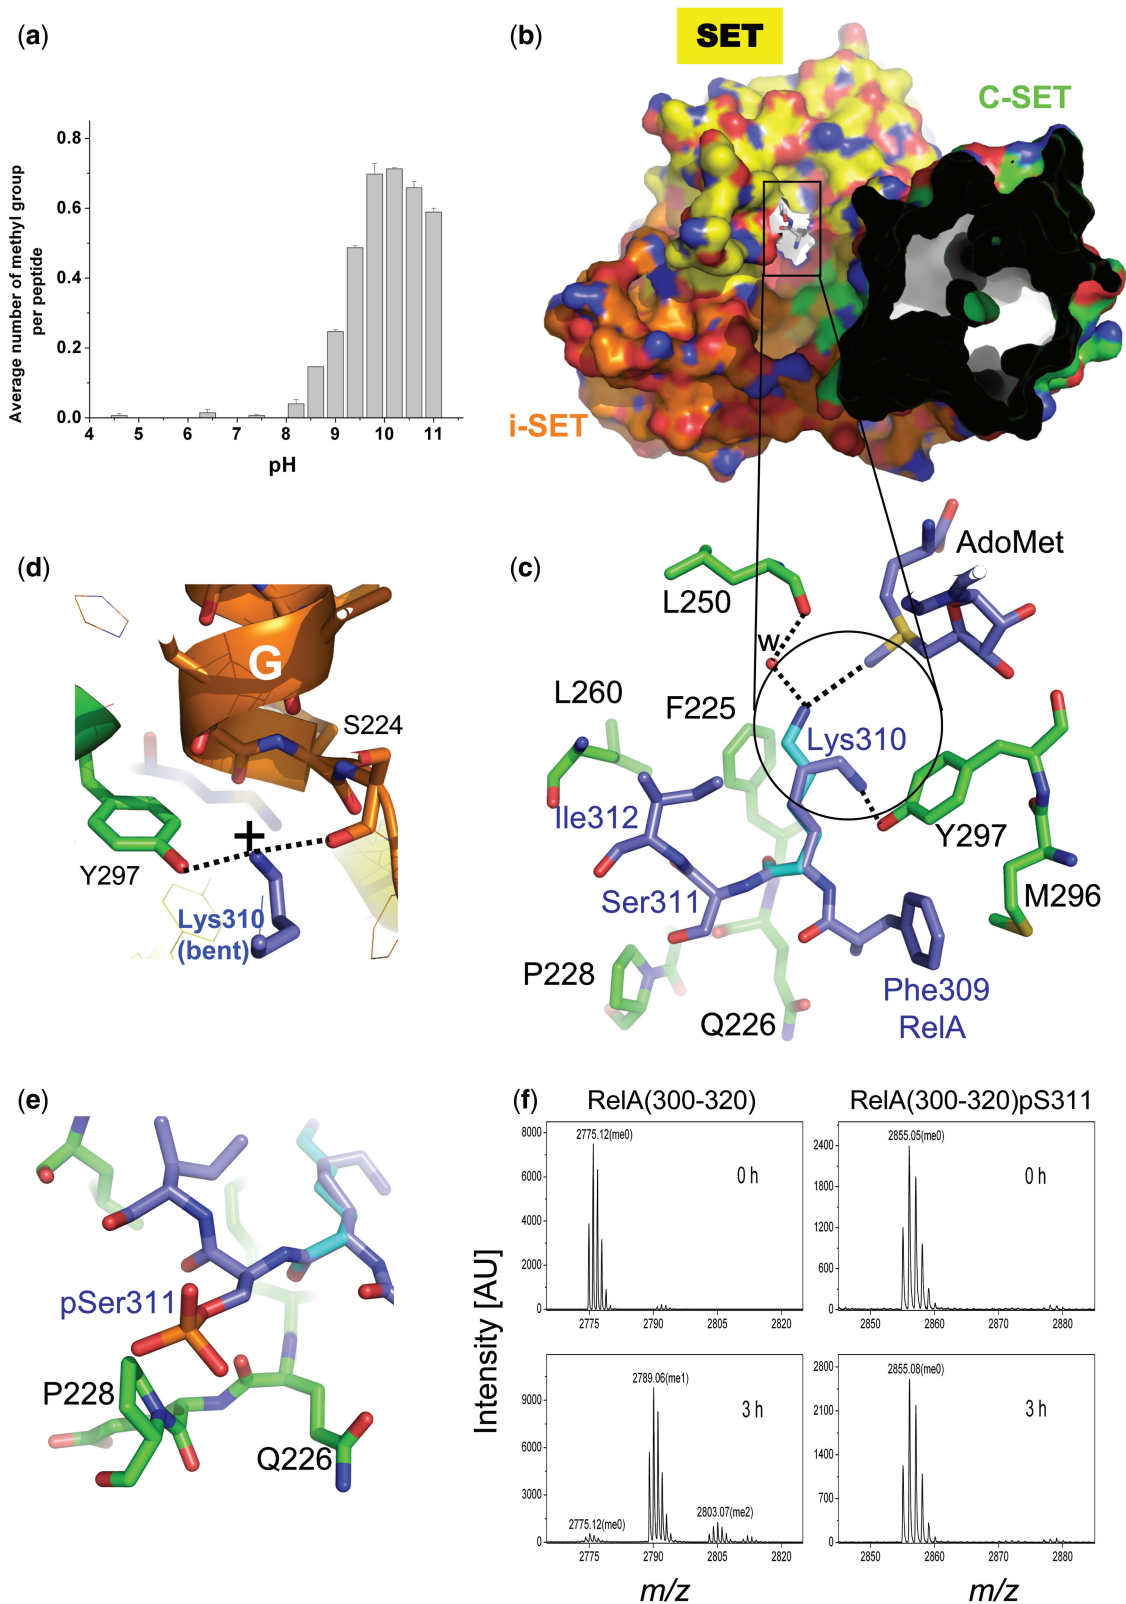 (a)
Average number of methyl group
per peptide
0.8
0.6
0.4
0.2
0.0
4 5 6 7 8 9 10 11
pH
(b)
SET
C-SET
i-SET
(c)
AdoMet
L250
W
L260
F225
Lys310
Ile312
Y297
Ser311
M296
P228
Phe309
RelA
Q226
(d)
G
S224
+
Y297
Lys310
(bent)
(e)
pSer311
P228
Q226
(f)
RelA(300-320)
RelA(300-320)pS311
Intensity [AU]
2775.12(me0)
0 h
8000
6000
4000
2000
0
2775 2790 2805 2820
2855.05(me0)
0 h
2400
1800
1200
600
0
2850 2860 2870 2880
2789.06(me1)
3 h
9000
6000
3000
0
2775.12(me0)
2803.07(me2)
2775 2790 2805 2820
m/z
2855.08(me0)
3 h
2800
2100
1400
700
0
2850 2860 2870 2880
m/z